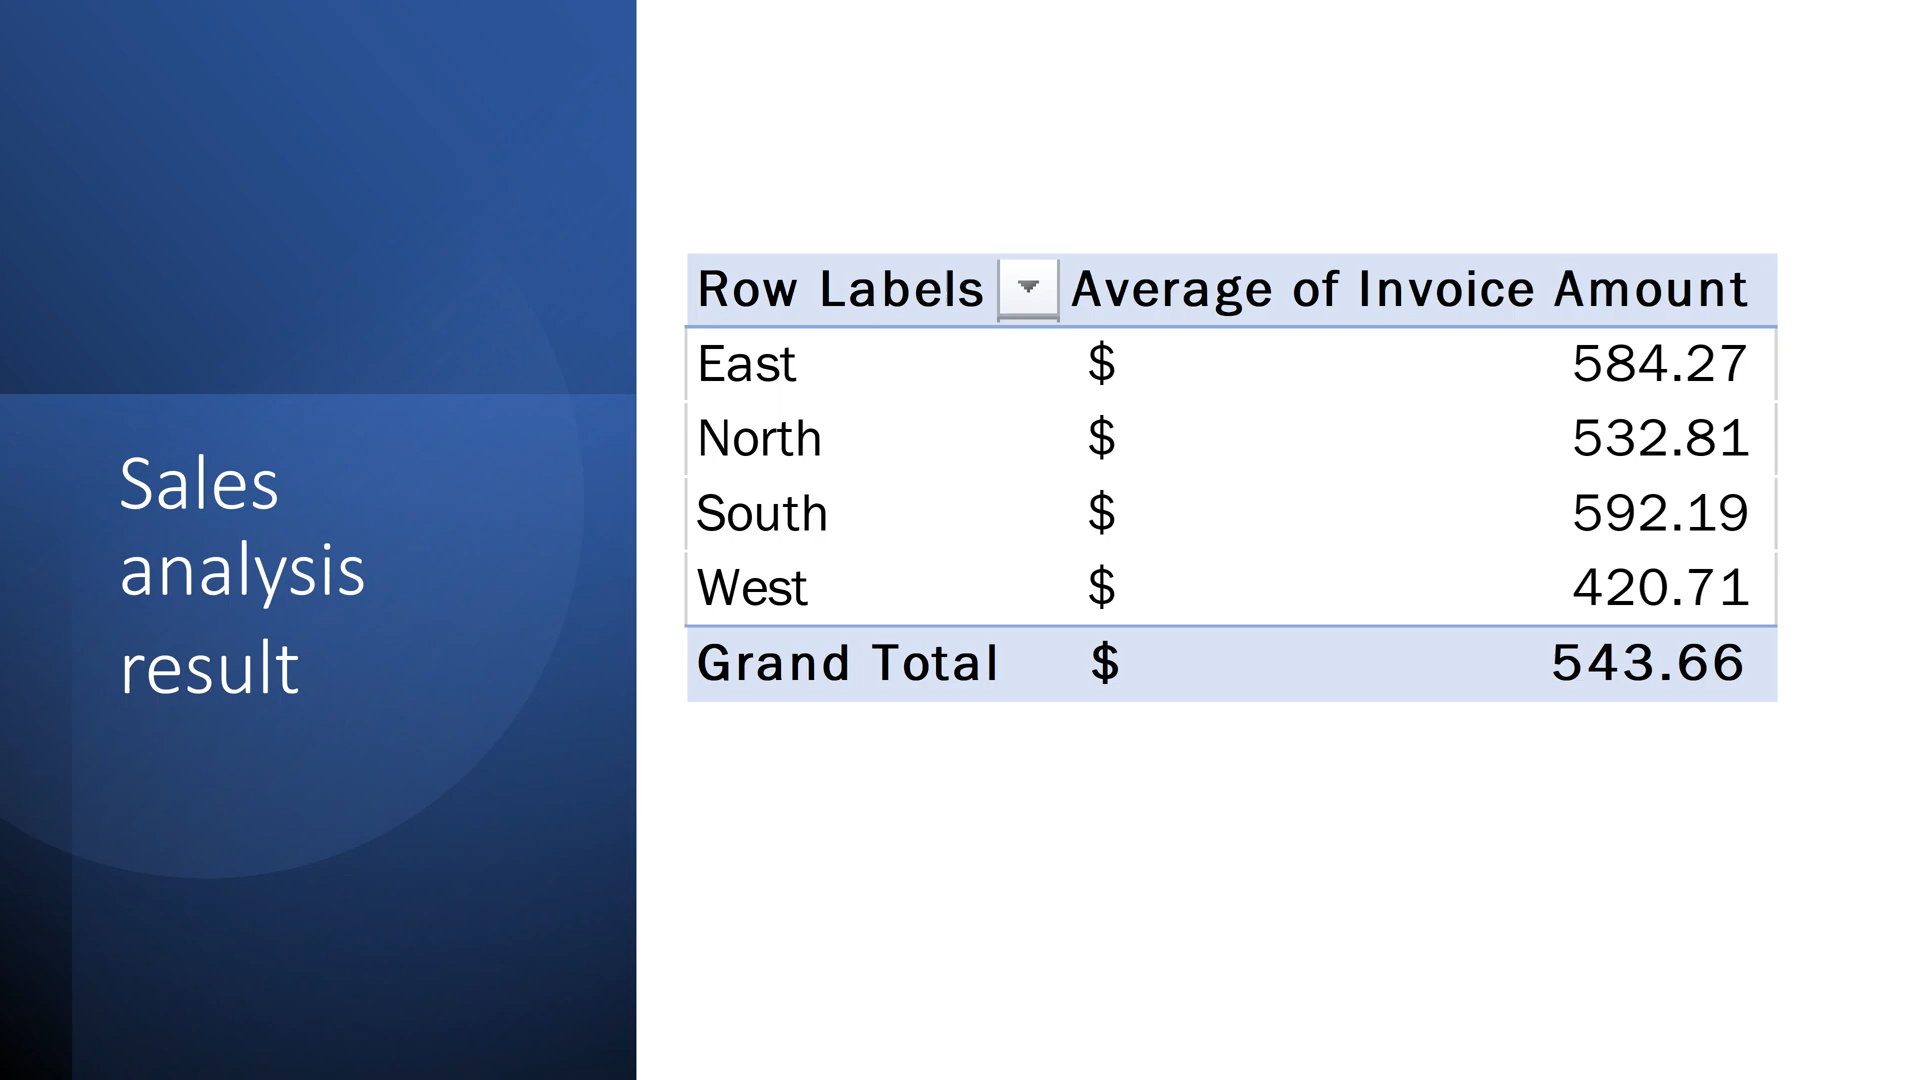 Sales
analysis
result
Row Labels Average of Invoice Amount
East $ 584.27
North $ 532.81
South $ 592.19
West $ 420.71
Grand Total $ 543.66